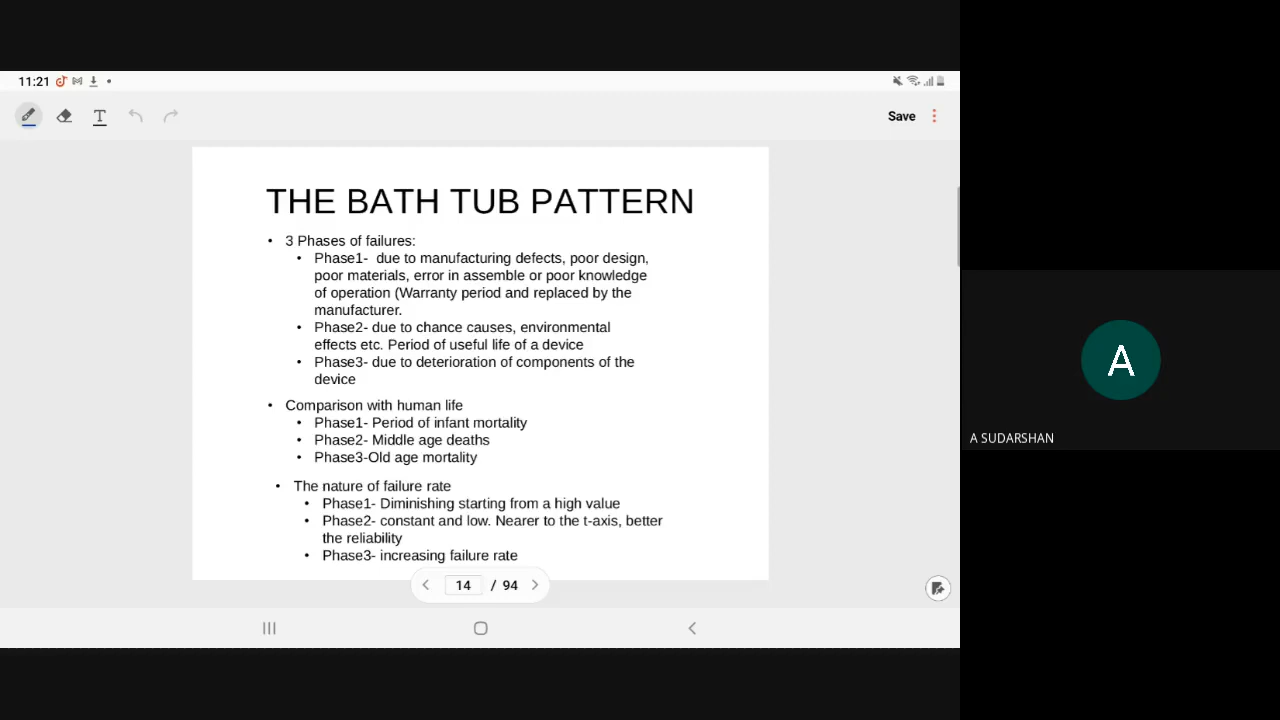 11:21
Save
THE BATH TUB PATTERN
• 3 Phases of failures:
• Phase1-  due to manufacturing defects, poor design,
poor materials, error in assemble or poor knowledge
of operation (Warranty period and replaced by the
manufacturer.
• Phase2- due to chance causes, environmental
effects etc. Period of useful life of a device
• Phase3- due to deterioration of components of the
device
• Comparison with human life
• Phase1- Period of infant mortality
• Phase2- Middle age deaths
• Phase3-Old age mortality
• The nature of failure rate
• Phase1- Diminishing starting from a high value
• Phase2- constant and low. Nearer to the t-axis, better
the reliability
• Phase3- increasing failure rate
14 / 94
A
A SUDARSHAN